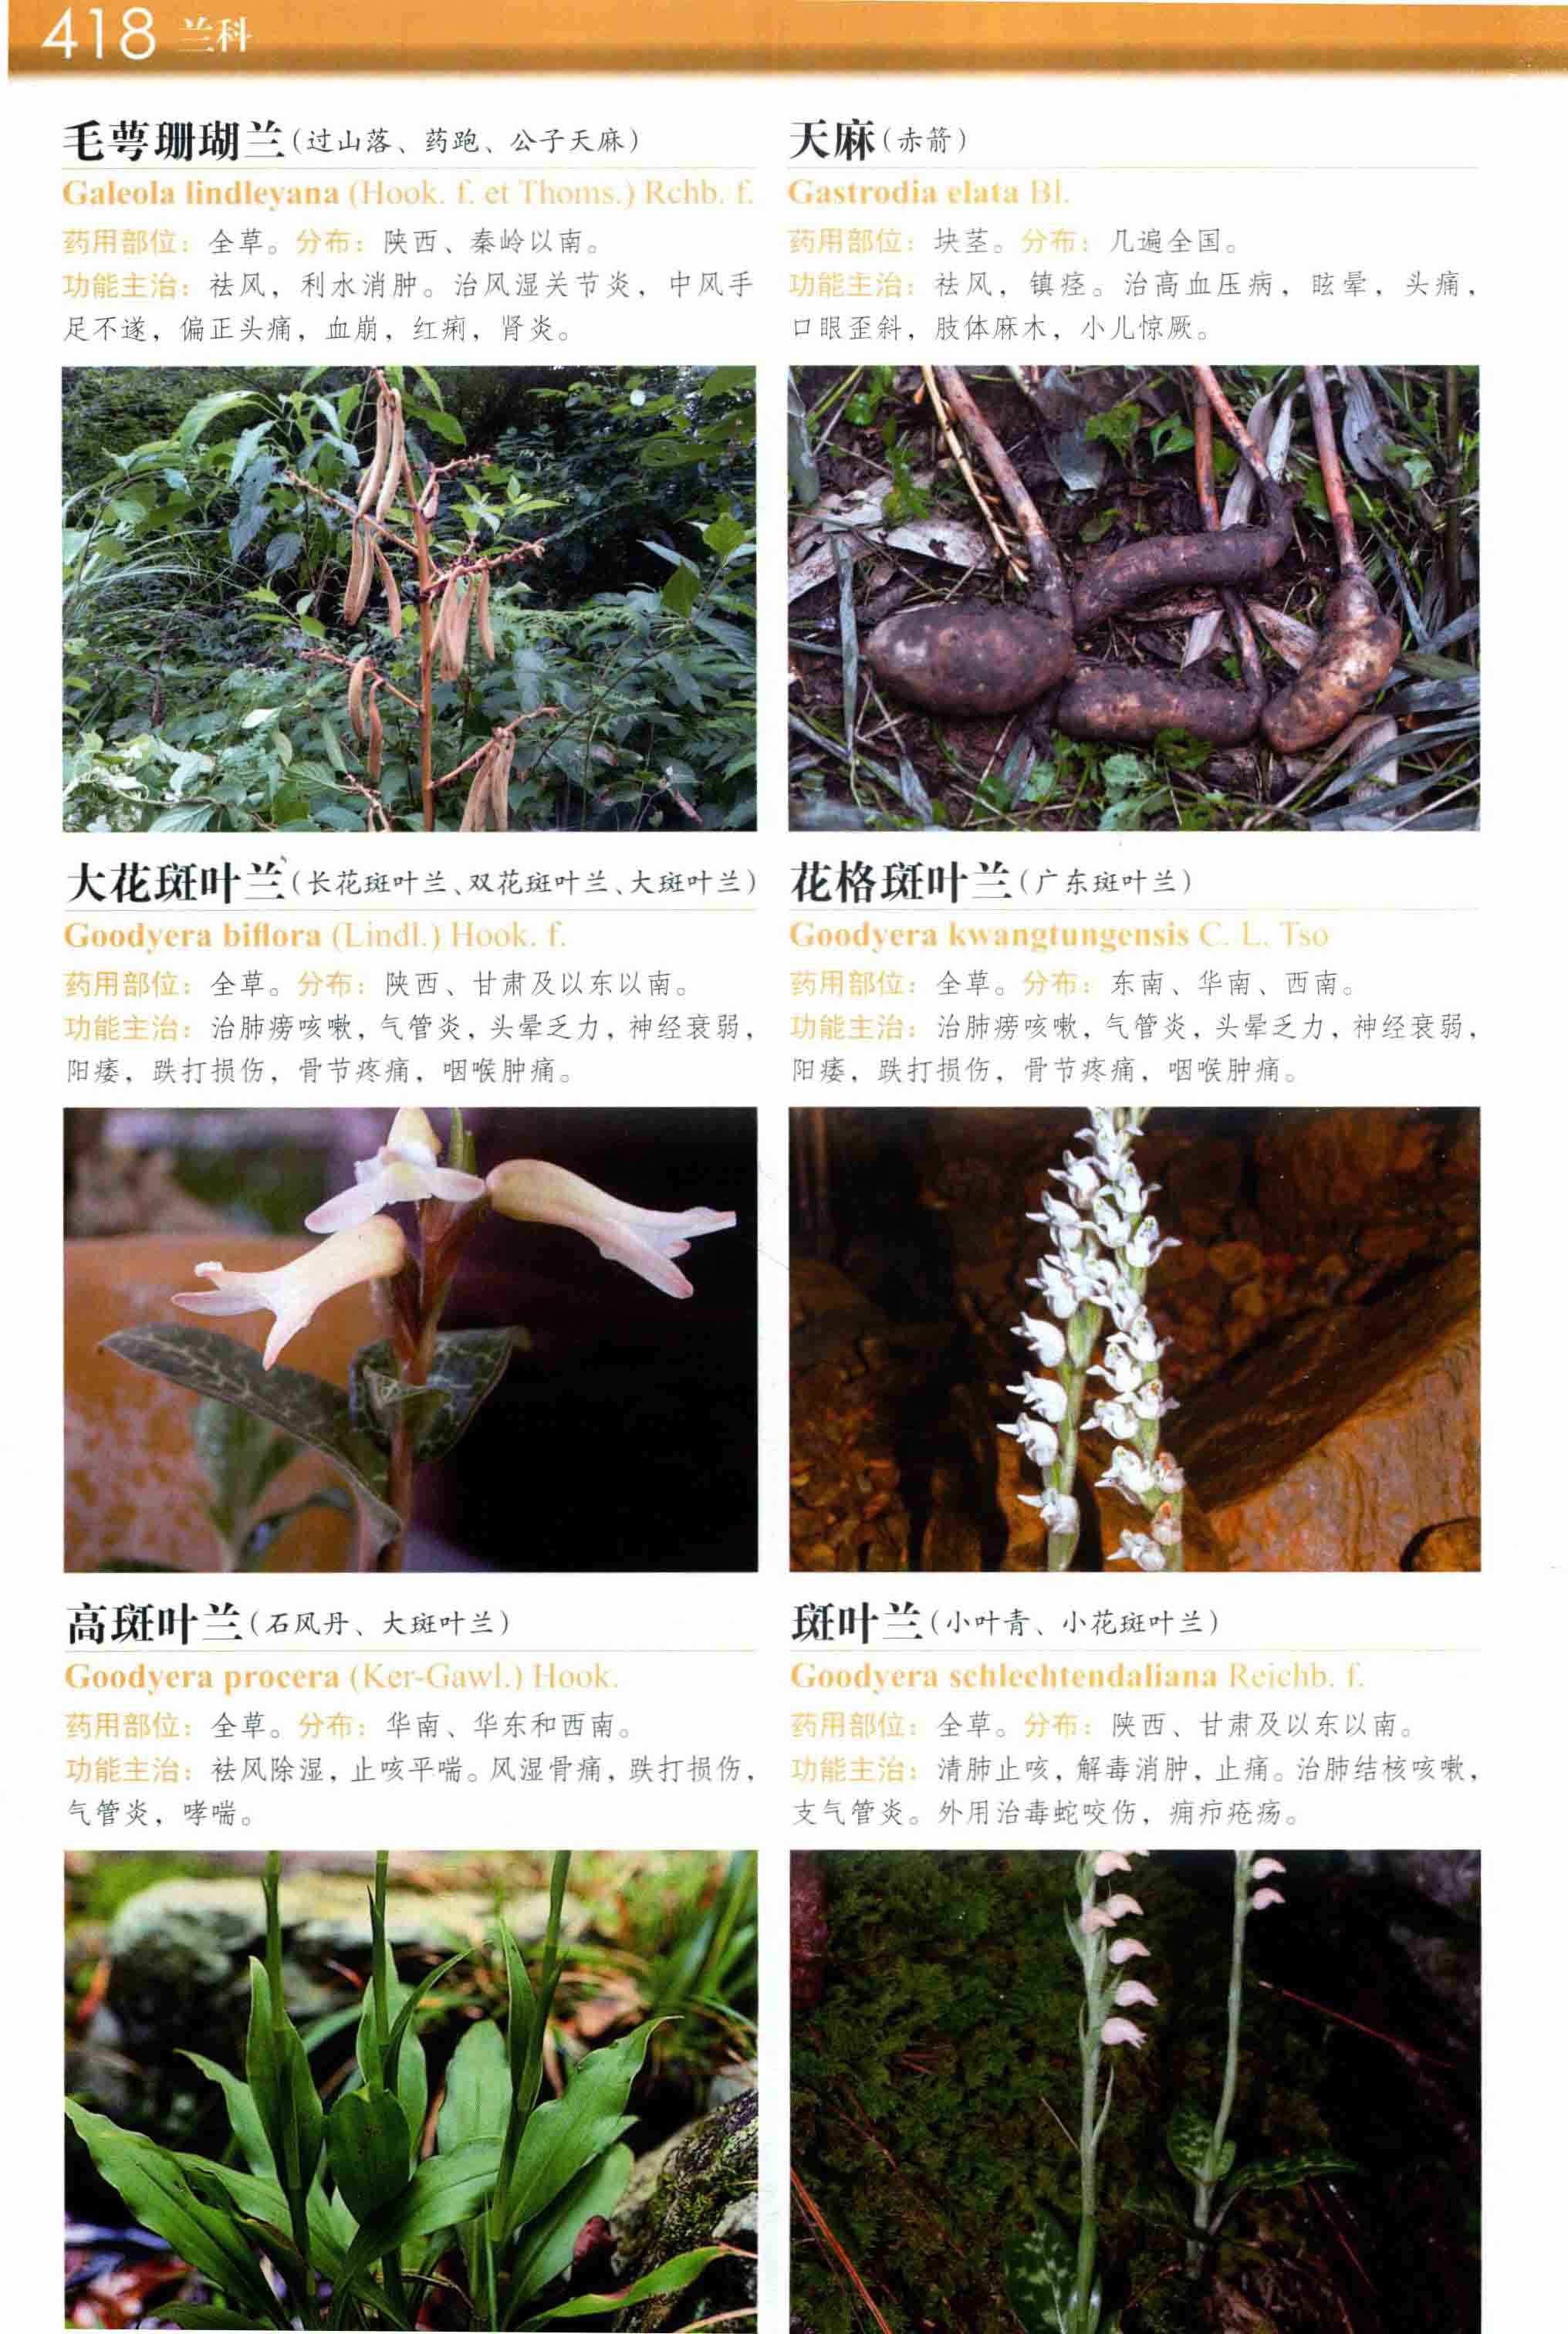 418 兰科
毛萼珊瑚兰(过山落、药跑、公子天麻)
Galeola lindleyana (Hook. f. et Thoms.) Rchb. f.
药用部位：全草。分布：陕西、秦岭以南。
功能主治：祛风，利水消肿。治风湿关节炎，中风手
足不遂，偏正头痛，血崩，红痢，肾炎。
天麻(赤箭)
Gastrodia elata Bl.
药用部位：块茎。分布：几遍全国。
功能主治：祛风，镇痉。治高血压病，眩晕，头痛，
口眼歪斜，肢体麻木，小儿惊厥。
大花斑叶兰(长花斑叶兰、双花斑叶兰、大斑叶兰)
Goodyera biflora (Lindl.) Hook. f.
药用部位：全草。分布：陕西、甘肃及以东以南。
功能主治：治肺痨咳嗽，气管炎，头晕乏力，神经衰弱，
阳痿，跌打损伤，骨节疼痛，咽喉肿痛。
花格斑叶兰(广东斑叶兰)
Goodyera kwangtungensis C. L. Tso
药用部位：全草。分布：东南、华南、西南。
功能主治：治肺痨咳嗽，气管炎，头晕乏力，神经衰弱，
阳痿，跌打损伤，骨节疼痛，咽喉肿痛。
高斑叶兰(石风丹、大斑叶兰)
Goodyera procera (Ker-Gawl.) Hook.
药用部位：全草。分布：华南、华东和西南。
功能主治：祛风除湿，止咳平喘。风湿骨痛，跌打损伤，
气管炎，哮喘。
斑叶兰(小叶青、小花斑叶兰)
Goodyera schlechtendaliana Reichb. f.
药用部位：全草。分布：陕西、甘肃及以东以南。
功能主治：清肺止咳，解毒消肿，止痛。治肺结核咳嗽，
支气管炎。外用治毒蛇咬伤，痈疖疮疡。